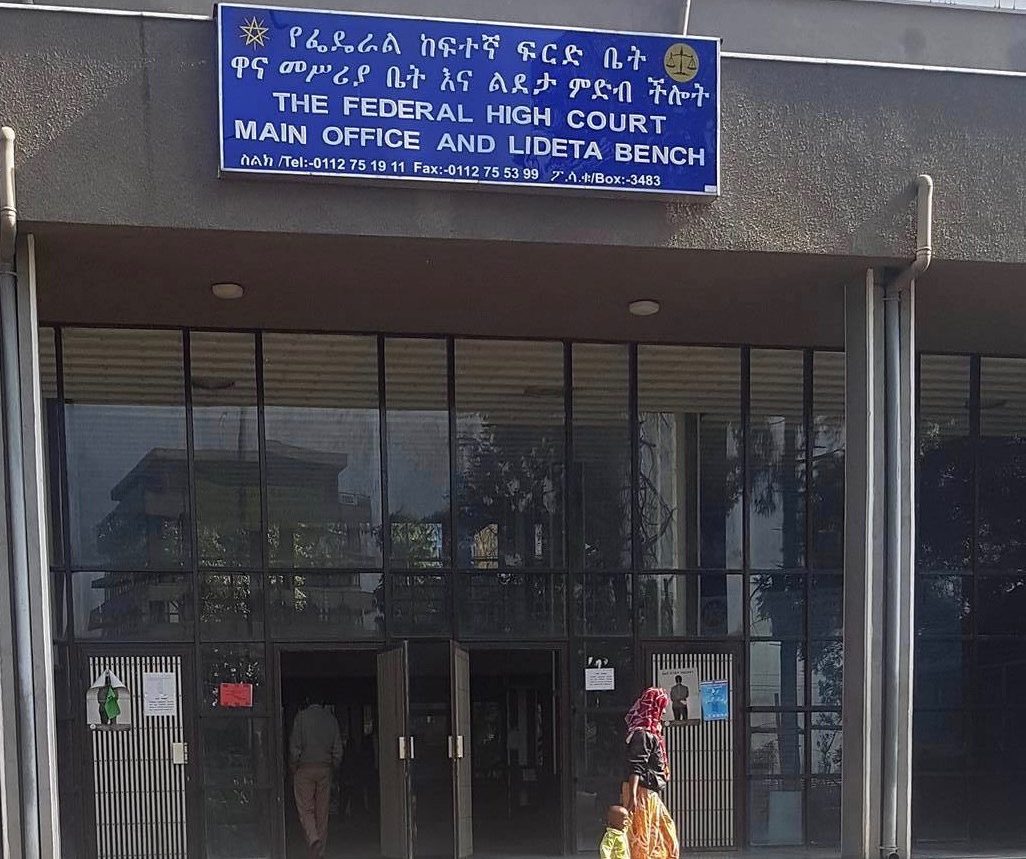 የፌዴራል ከፍተኛ ፍርድ ቤት
ዋና መሥሪያ ቤት እና ልደታ ምድብ ችሎት
THE FEDERAL HIGH COURT
MAIN OFFICE AND LIDETA BENCH
ስልክ /Tel:-0112 75 19 11 Fax:-0112 75 53 99 ፖ.ሳ.ቁ/Box:-3483